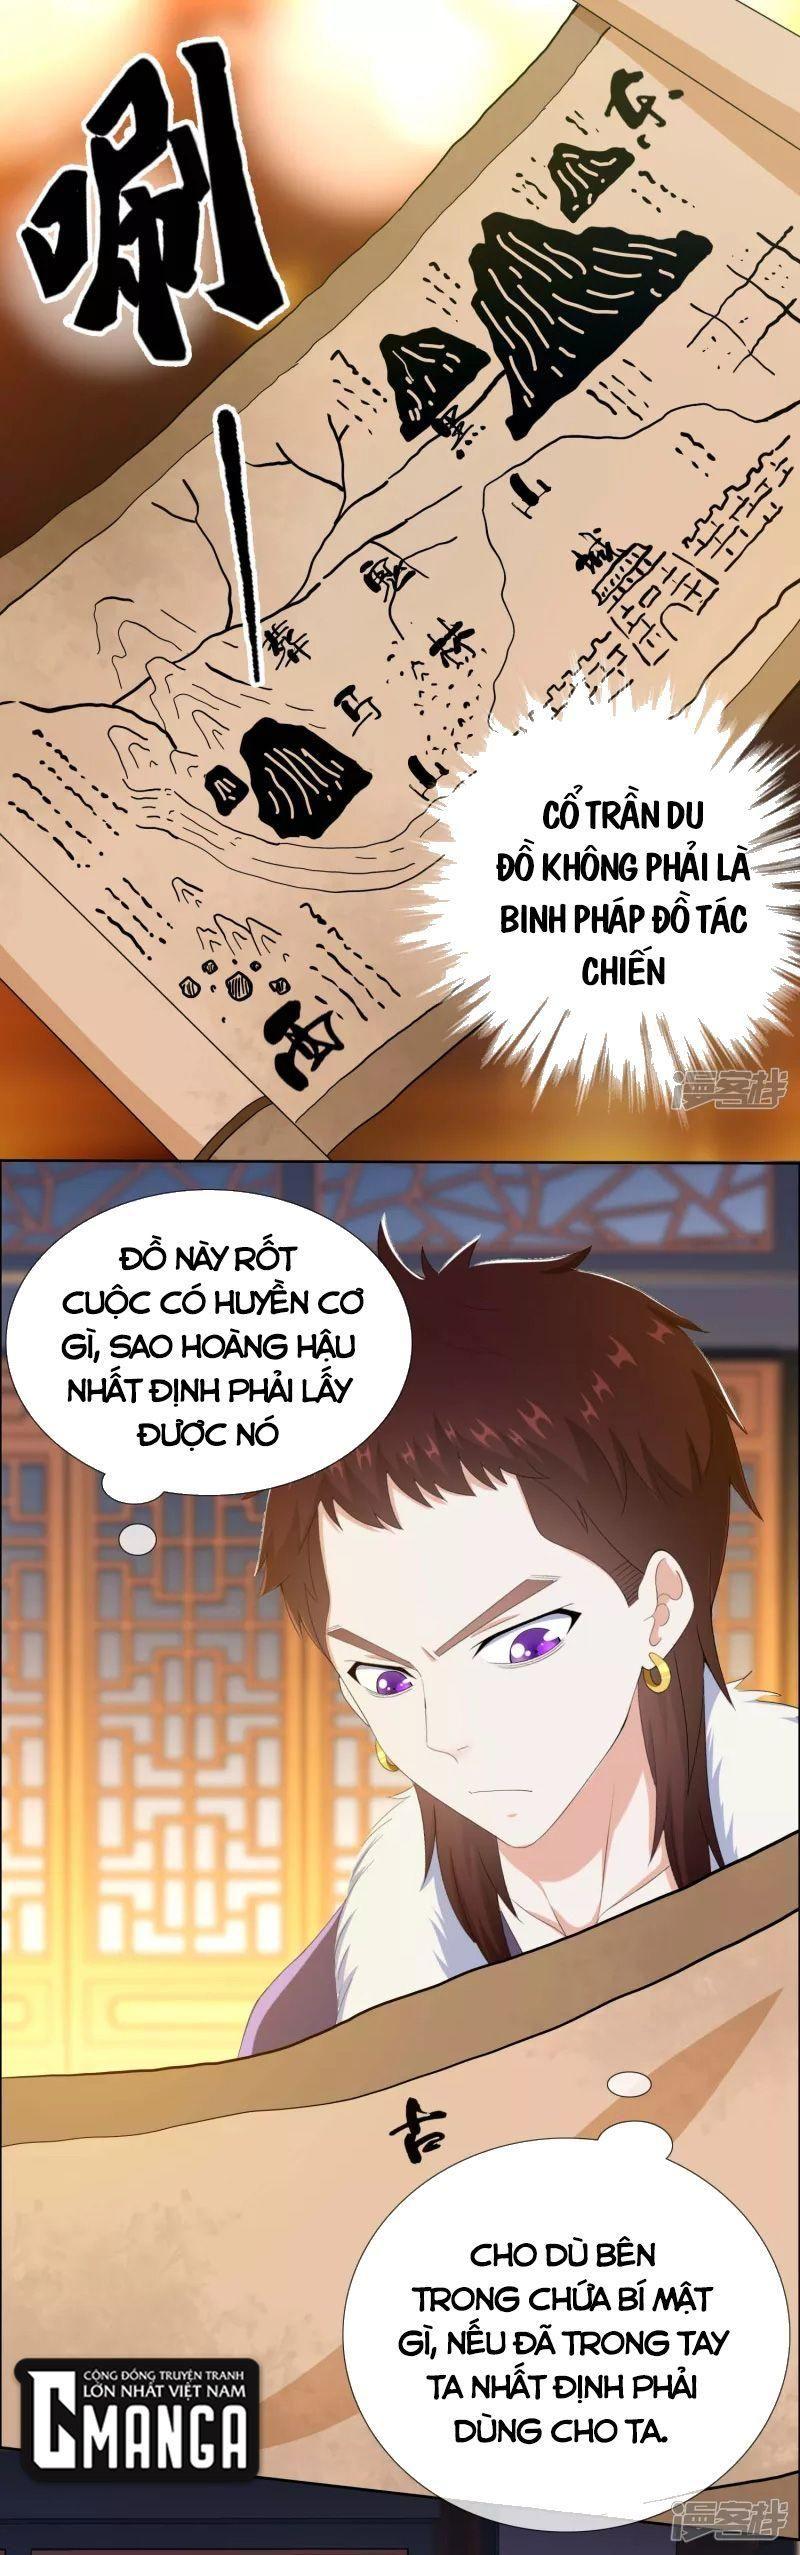 唰
CỔ TRẦN DU
ĐỒ KHÔNG PHẢI LÀ
BINH PHÁP ĐỒ TÁC
CHIẾN
漫客栈
ĐỒ NÀY RỐT
CUỘC CÓ HUYỀN CƠ
GÌ, SAO HOÀNG HẬU
NHẤT ĐỊNH PHẢI LẤY
ĐƯỢC NÓ
古
CHO DÙ BÊN
TRONG CHỨA BÍ MẬT
GÌ, NẾU ĐÃ TRONG TAY
TA NHẤT ĐỊNH PHẢI
DÙNG CHO TA.
CỘNG ĐỒNG TRUYỆN TRANH
LỚN NHẤT VIỆT NAM
CMANGA
漫客栈